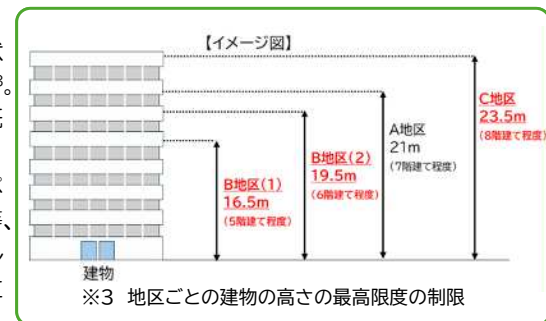 【イメージ図】
C地区
23.5m
(8階建て程度)
A地区
21m
(7階建て程度)
B地区(2)
19.5m
(6階建て程度)
B地区(1)
16.5m
(5階建て程度)
建物
※3 地区ごとの建物の高さの最高限度の制限